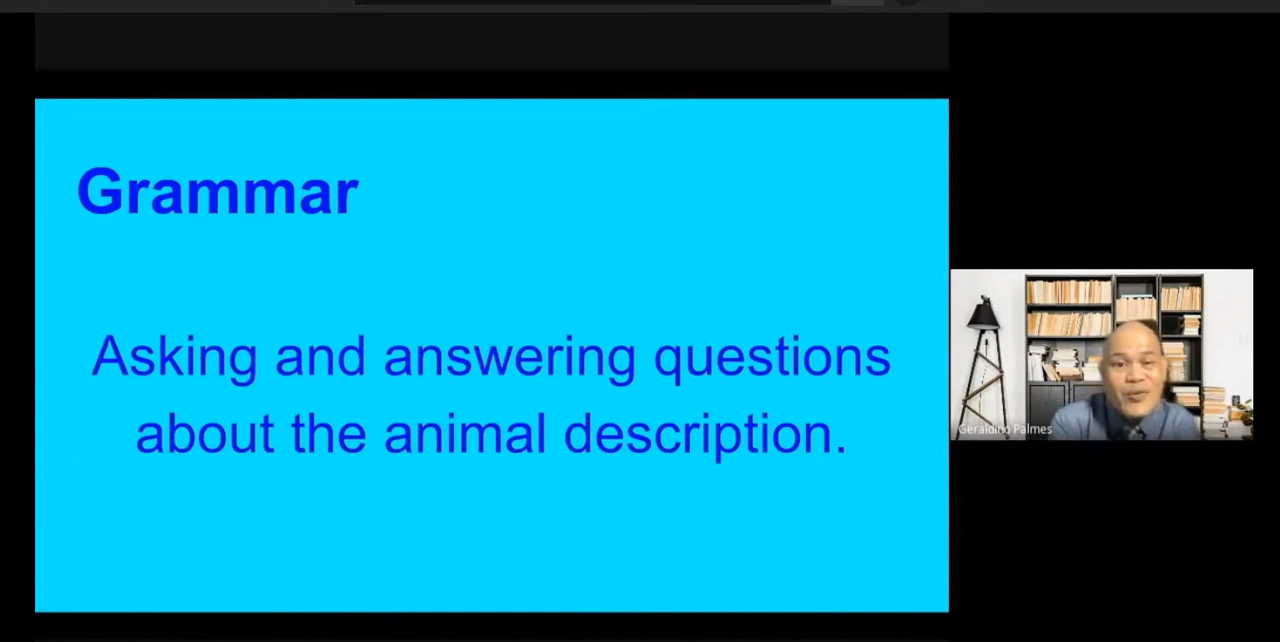 Grammar
Asking and answering questions
about the animal description.
Geraldino Palmes